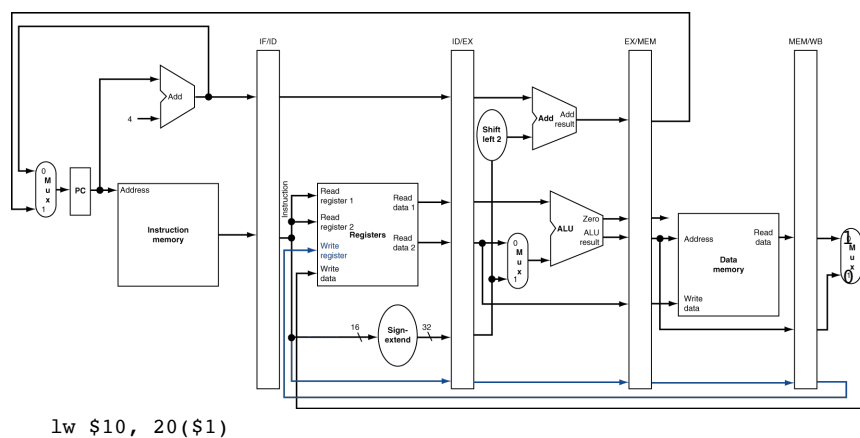 IF/ID
ID/EX
EX/MEM
MEM/WB
Add
4
Shift
left 2
Add
Add
result
0
M
u
x
1
PC
Address
Instruction
memory
Instruction
Read
register 1
Read
data 1
Read
register 2
Registers
Read
data 2
Write
register
Write
data
0
M
u
x
1
Zero
ALU
ALU
result
Address
Read
data
Data
memory
Write
data
1
M
u
x
0
16
Sign-
extend
32
lw $10, 20($1)